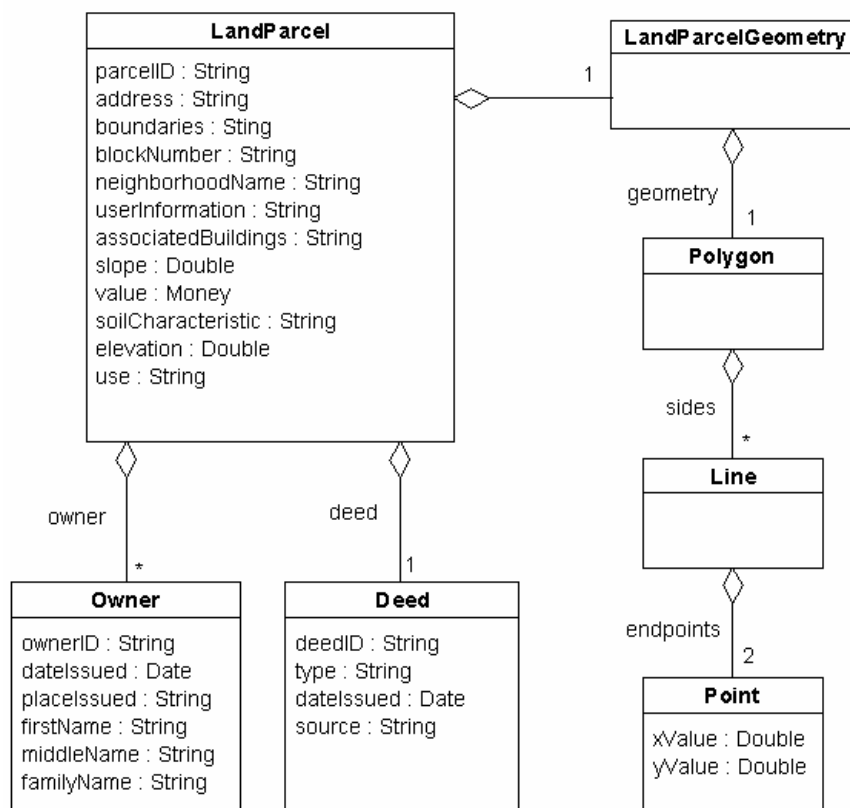 LandParcel
parcelID : String
address : String
boundaries : Sting
blockNumber : String
neighborhoodName : String
userInformation : String
associatedBuildings : String
slope : Double
value : Money
soilCharacteristic : String
elevation : Double
use : String
1
LandParcelGeometry
geometry
1
Polygon
sides
*
Line
endpoints
2
Point
xValue : Double
yValue : Double
owner
*
Owner
ownerID : String
dateIssued : Date
placeIssued : String
firstName : String
middleName : String
familyName : String
deed
1
Deed
deedID : String
type : String
dateIssued : Date
source : String